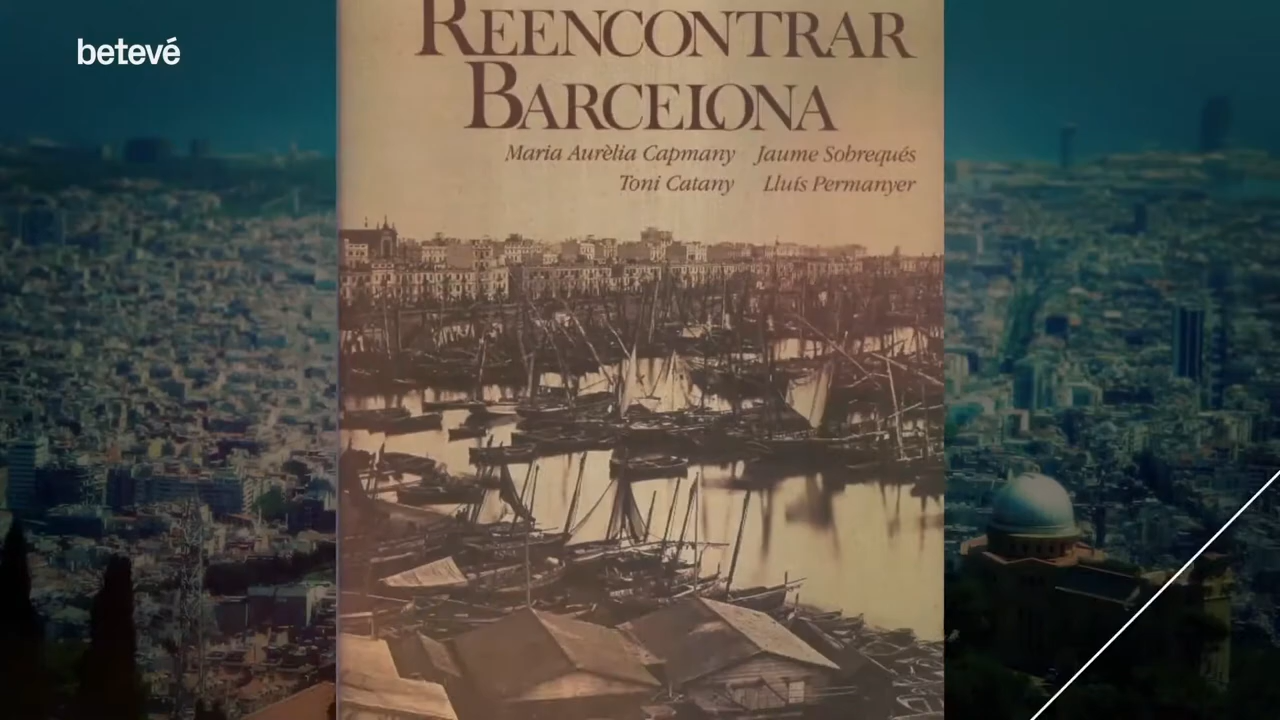 betevé
REENCONTRAR
BARCELONA
Maria Aurèlia Capmany Jaume Sobrequés
Toni Catany Lluís Permanyer